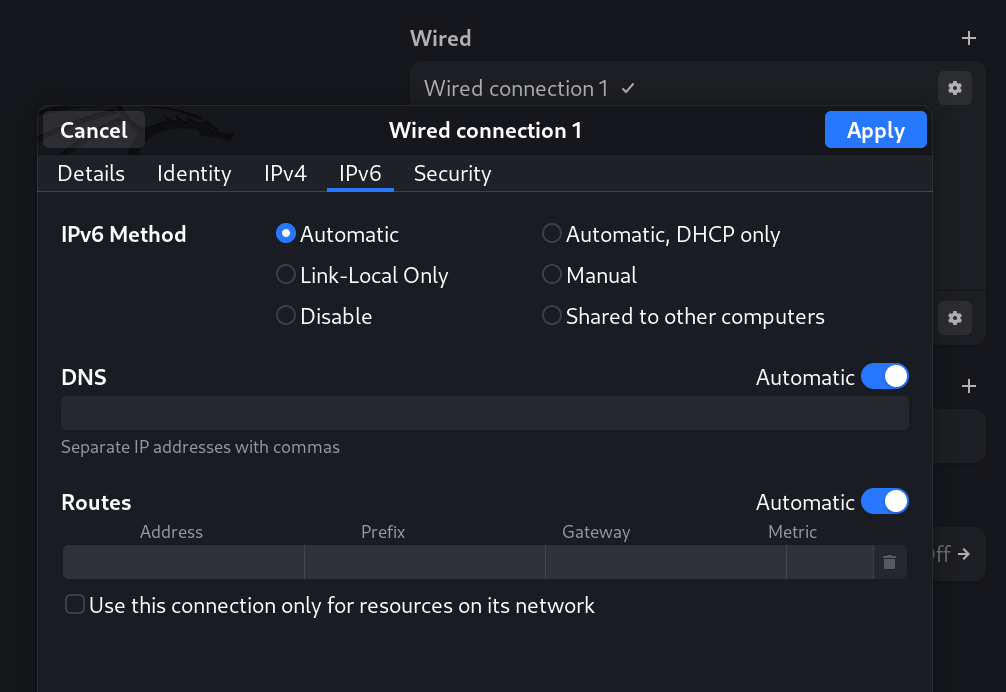 Wired
Wired connection 1
Cancel Wired connection 1 Apply
Details Identity IPv4 IPv6 Security
IPv6 Method Automatic Automatic, DHCP only
Link-Local Only Manual
Disable Shared to other computers
DNS Automatic
Separate IP addresses with commas
Routes Automatic
Address Prefix Gateway Metric
Use this connection only for resources on its network